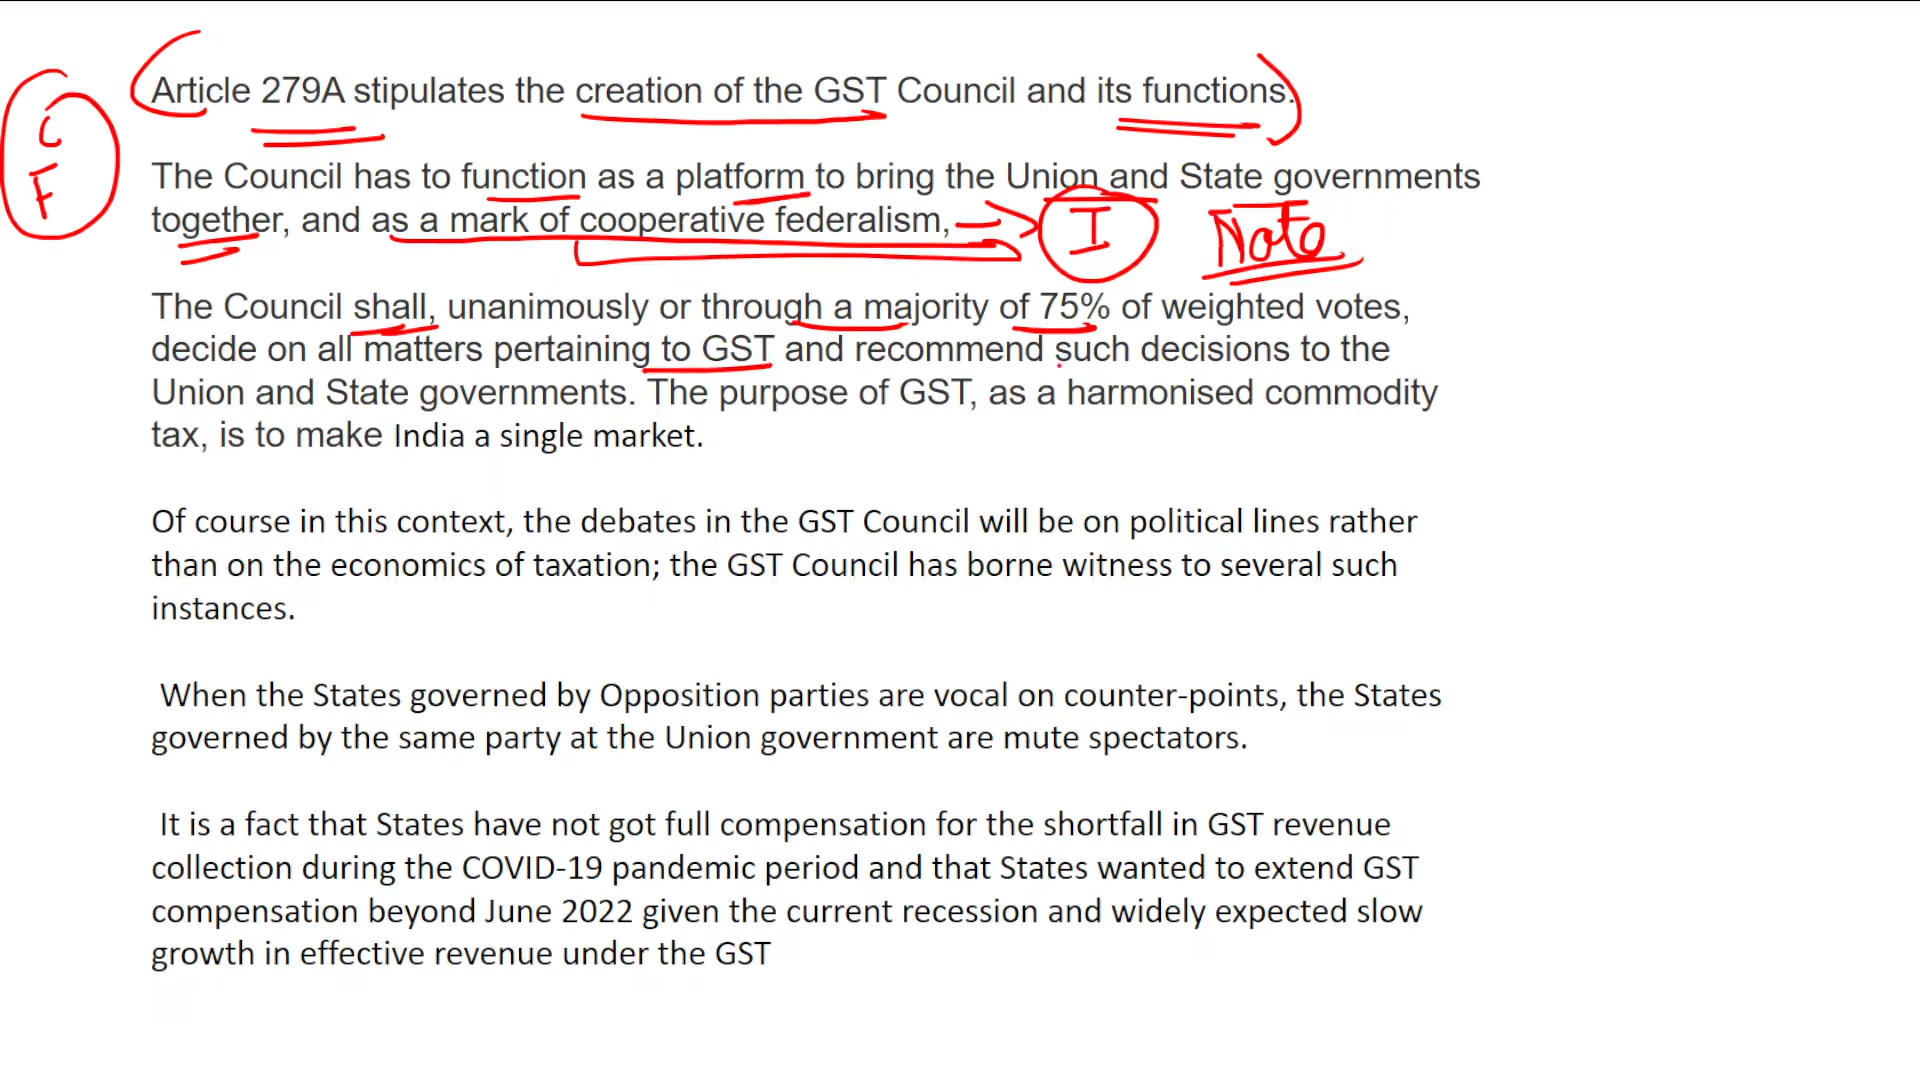 Article 279A stipulates the creation of the GST Council and its functions.
C
F
The Council has to function as a platform to bring the Union and State governments
together, and as a mark of cooperative federalism,
I
Note
The Council shall, unanimously or through a majority of 75% of weighted votes,
decide on all matters pertaining to GST and recommend such decisions to the
Union and State governments. The purpose of GST, as a harmonised commodity
tax, is to make India a single market.
Of course in this context, the debates in the GST Council will be on political lines rather
than on the economics of taxation; the GST Council has borne witness to several such
instances.
When the States governed by Opposition parties are vocal on counter-points, the States
governed by the same party at the Union government are mute spectators.
It is a fact that States have not got full compensation for the shortfall in GST revenue
collection during the COVID-19 pandemic period and that States wanted to extend GST
compensation beyond June 2022 given the current recession and widely expected slow
growth in effective revenue under the GST